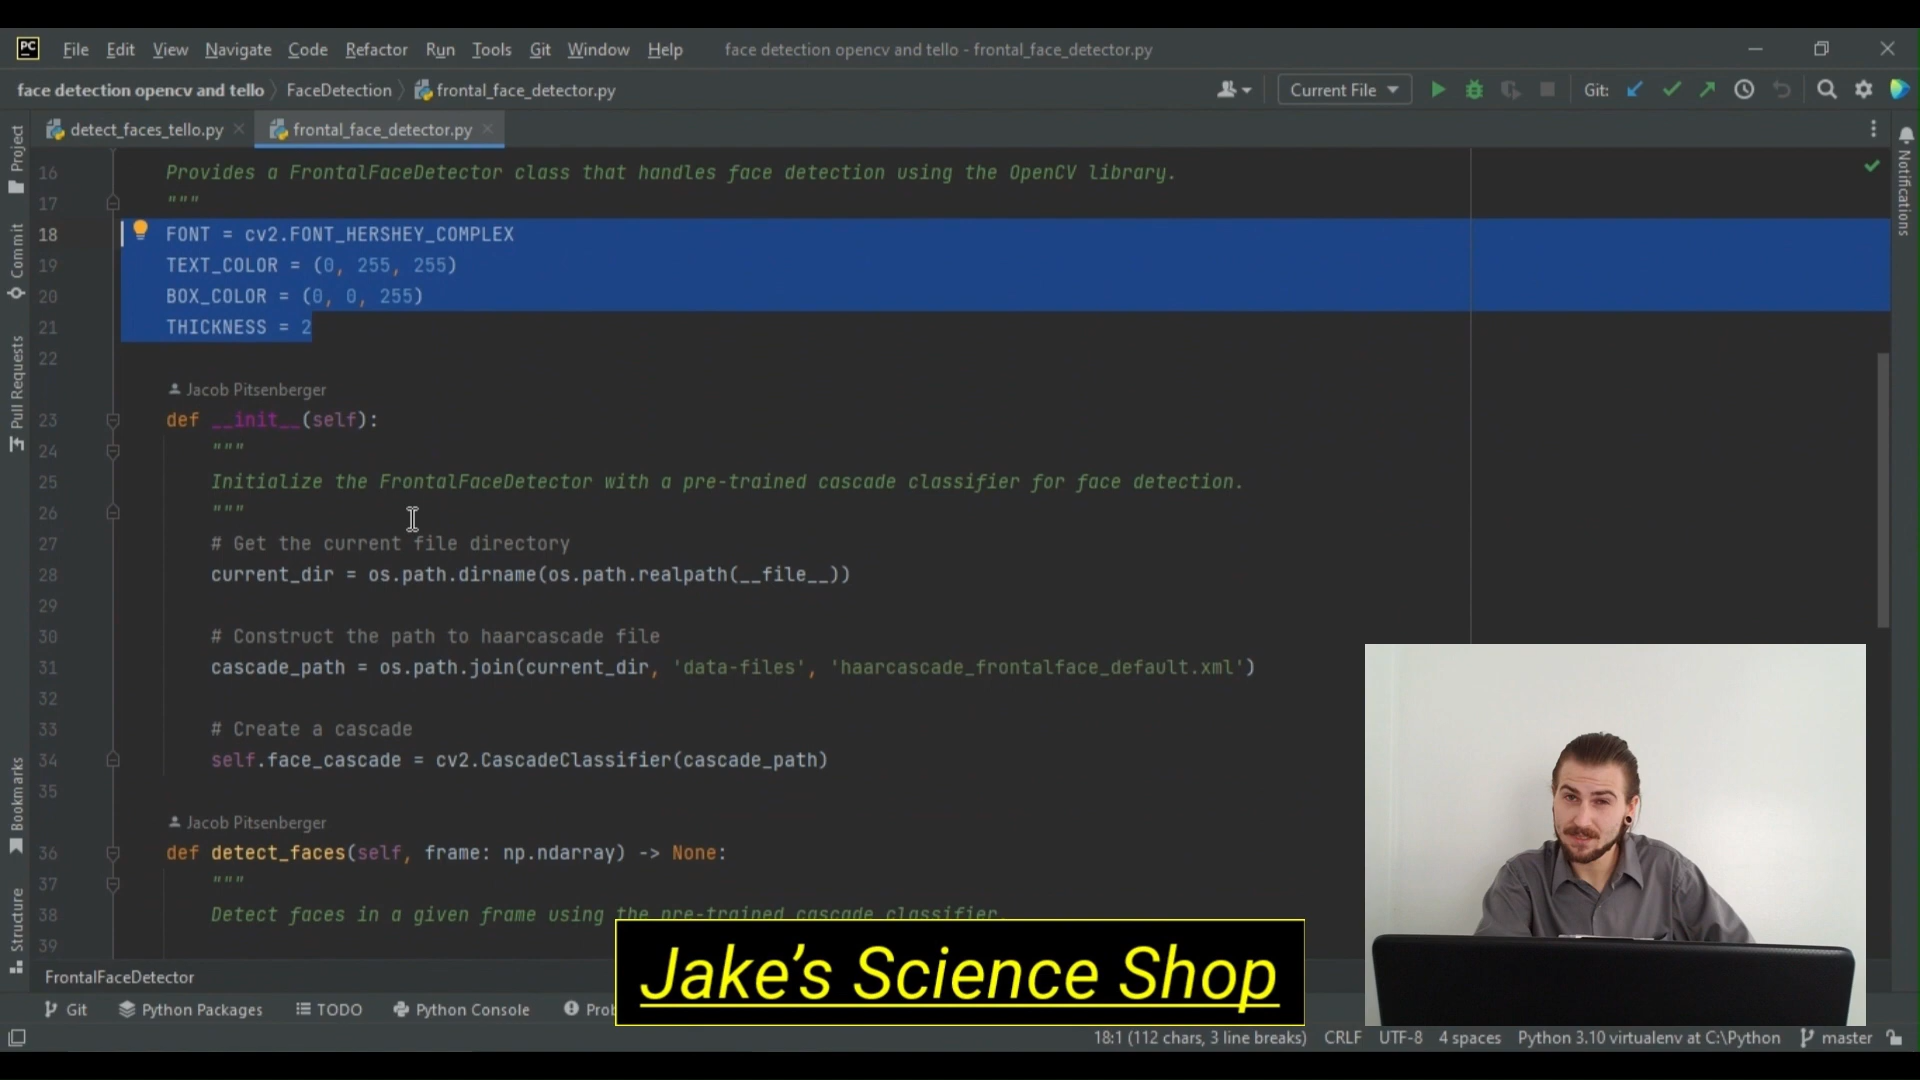 PC File Edit View Navigate Code Refactor Run Tools Git Window Help face detection opencv and tello - frontal_face_detector.py
face detection opencv and tello FaceDetection frontal_face_detector.py Current File Git:
detect_faces_tello.py frontal_face_detector.py
Project
Commit
Pull Requests
Bookmarks
Structure
Notifications
16 Provides a FrontalFaceDetector class that handles face detection using the OpenCV library.
17 """
18 FONT = cv2.FONT_HERSHEY_COMPLEX
19 TEXT_COLOR = (0, 255, 255)
20 BOX_COLOR = (0, 0, 255)
21 THICKNESS = 2
22
Jacob Pitsenberger
23 def __init__(self):
24 """
25 Initialize the FrontalFaceDetector with a pre-trained cascade classifier for face detection.
26 """
27 # Get the current file directory
28 current_dir = os.path.dirname(os.path.realpath(__file__))
29
30 # Construct the path to haarcascade file
31 cascade_path = os.path.join(current_dir, 'data-files', 'haarcascade_frontalface_default.xml')
32
33 # Create a cascade
34 self.face_cascade = cv2.CascadeClassifier(cascade_path)
35
Jacob Pitsenberger
36 def detect_faces(self, frame: np.ndarray) -> None:
37 """
38 Detect faces in a given frame using the pre-trained cascade classifier.
39
FrontalFaceDetector
Jake's Science Shop
Git Python Packages TODO Python Console
18:1 (112 chars, 3 line breaks) CRLF UTF-8 4 spaces Python 3.10 virtualenv at C:\Python master